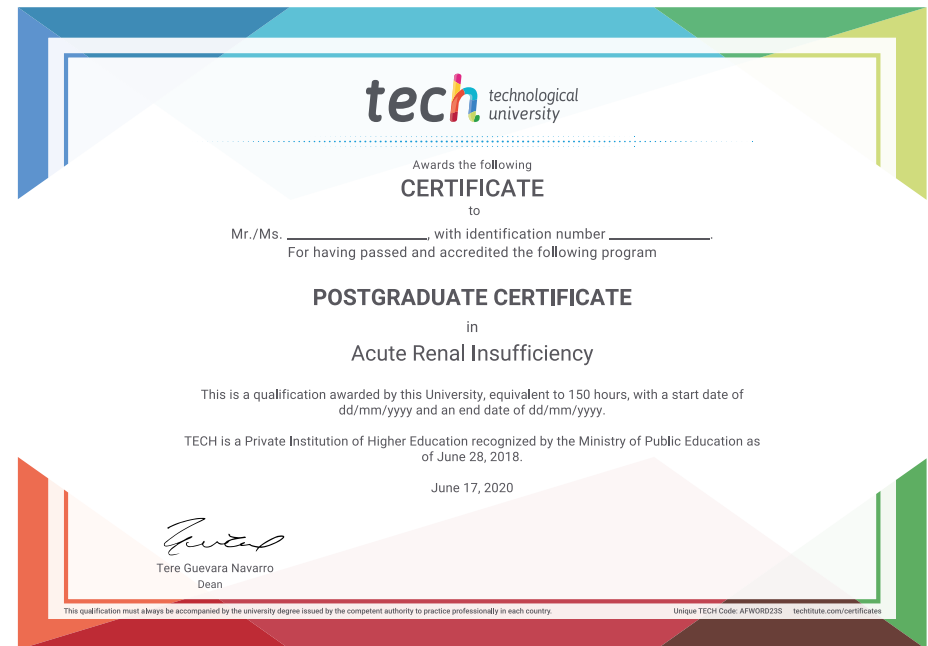 tech technological
university
Awards the following
CERTIFICATE
to
Mr./Ms. ____________________, with identification number ______________.
For having passed and accredited the following program
POSTGRADUATE CERTIFICATE
in
Acute Renal Insufficiency
This is a qualification awarded by this University, equivalent to 150 hours, with a start date of
dd/mm/yyyy and an end date of dd/mm/yyyy.
TECH is a Private Institution of Higher Education recognized by the Ministry of Public Education as
of June 28, 2018.
June 17, 2020
Tere Guevara Navarro
Dean
This qualification must always be accompanied by the university degree issued by the competent authority to practice professionally in each country.
Unique TECH Code: AFWORD23S techtitute.com/certificates